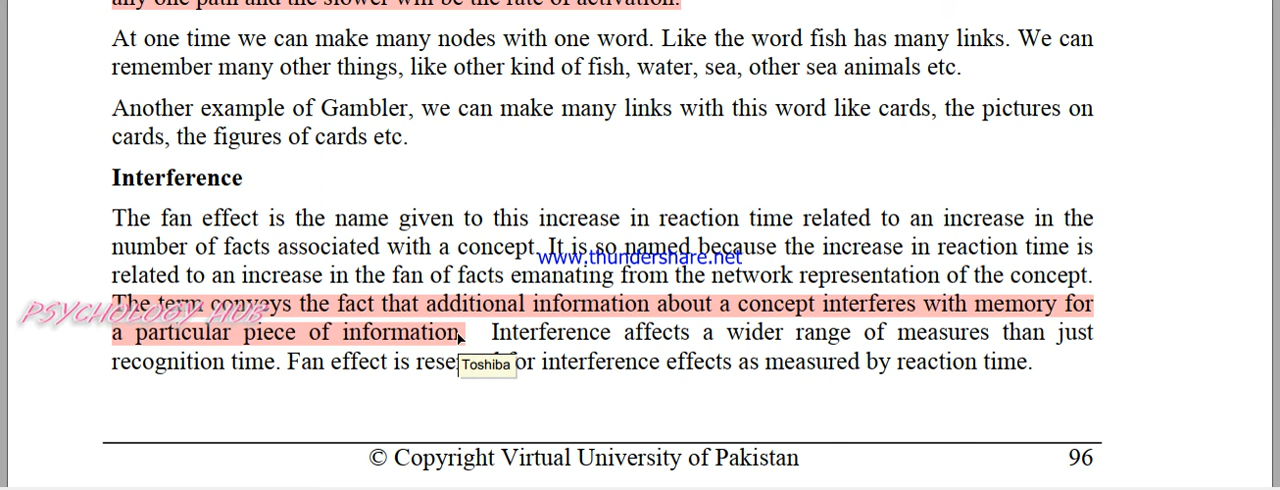 any one path and the slower will be the rate of activation.
At one time we can make many nodes with one word. Like the word fish has many links. We can
remember many other things, like other kind of fish, water, sea, other sea animals etc.
Another example of Gambler, we can make many links with this word like cards, the pictures on
cards, the figures of cards etc.
Interference
The fan effect is the name given to this increase in reaction time related to an increase in the
number of facts associated with a concept. It is so named because the increase in reaction time is
www.thundershare.net
related to an increase in the fan of facts emanating from the network representation of the concept.
The term conveys the fact that additional information about a concept interferes with memory for
PSYCHOLOGY HUB
a particular piece of information. Interference affects a wider range of measures than just
recognition time. Fan effect is for interference effects as measured by reaction time.
Toshiba
© Copyright Virtual University of Pakistan 96